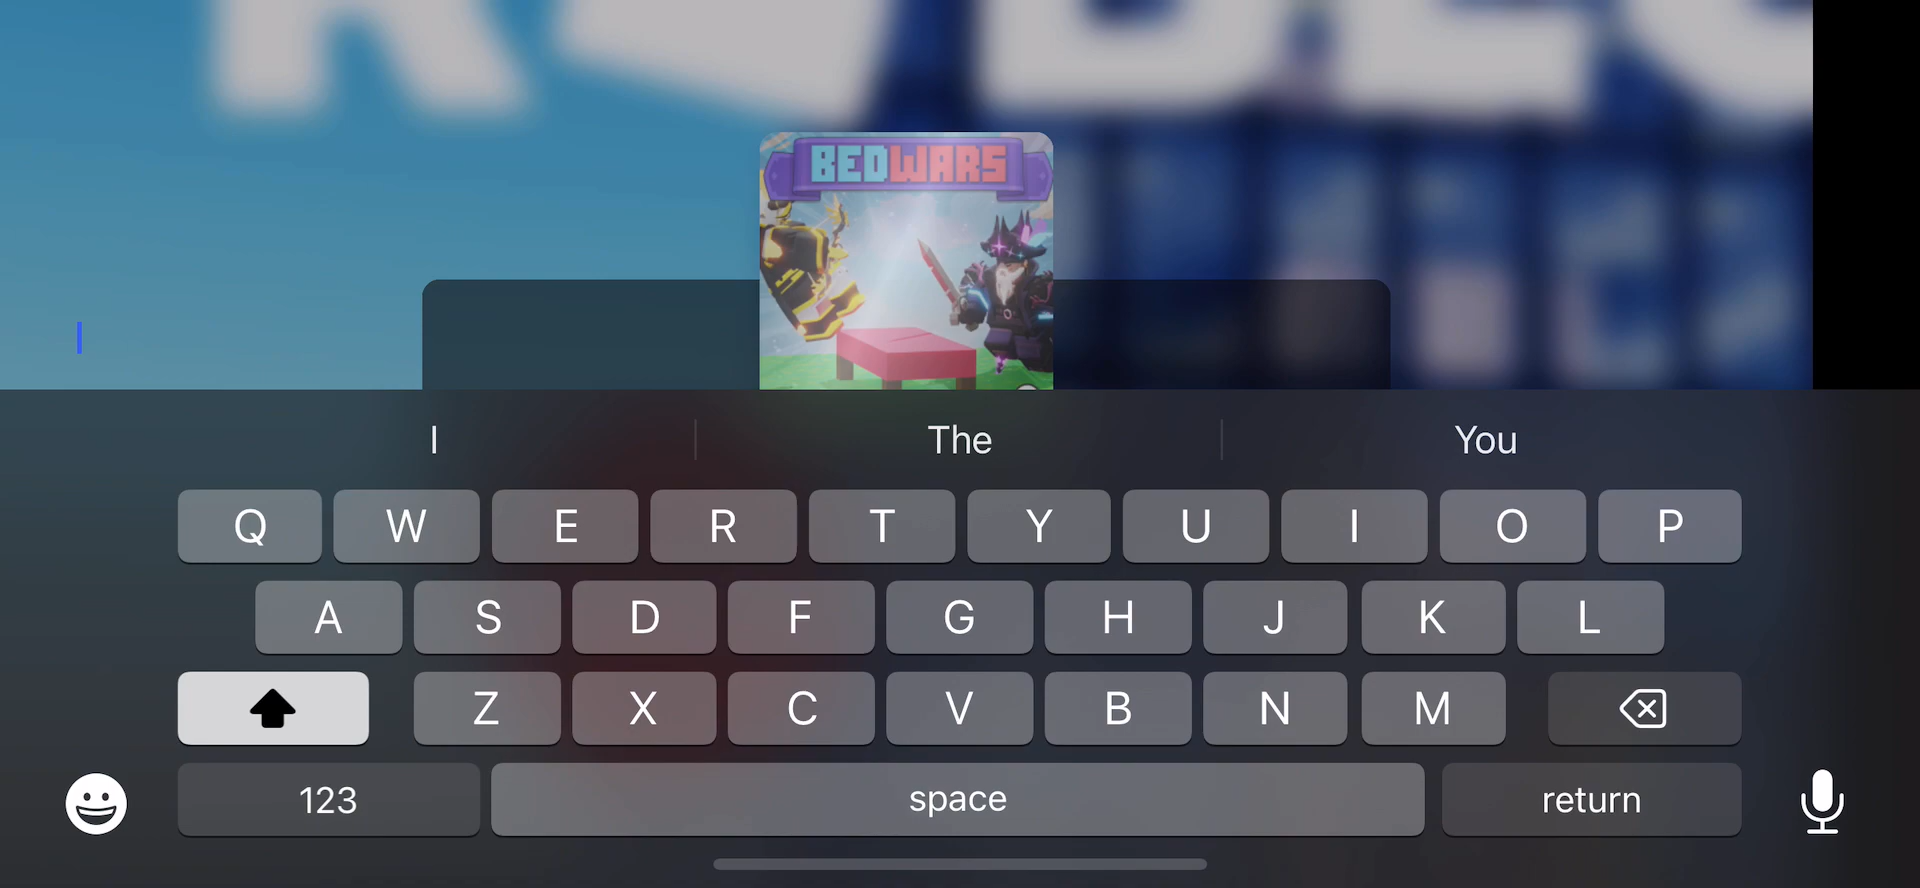 BEDWARS
I The You
Q W E R T Y U I O P
A S D F G H J K L
Z X C V B N M
123 space return